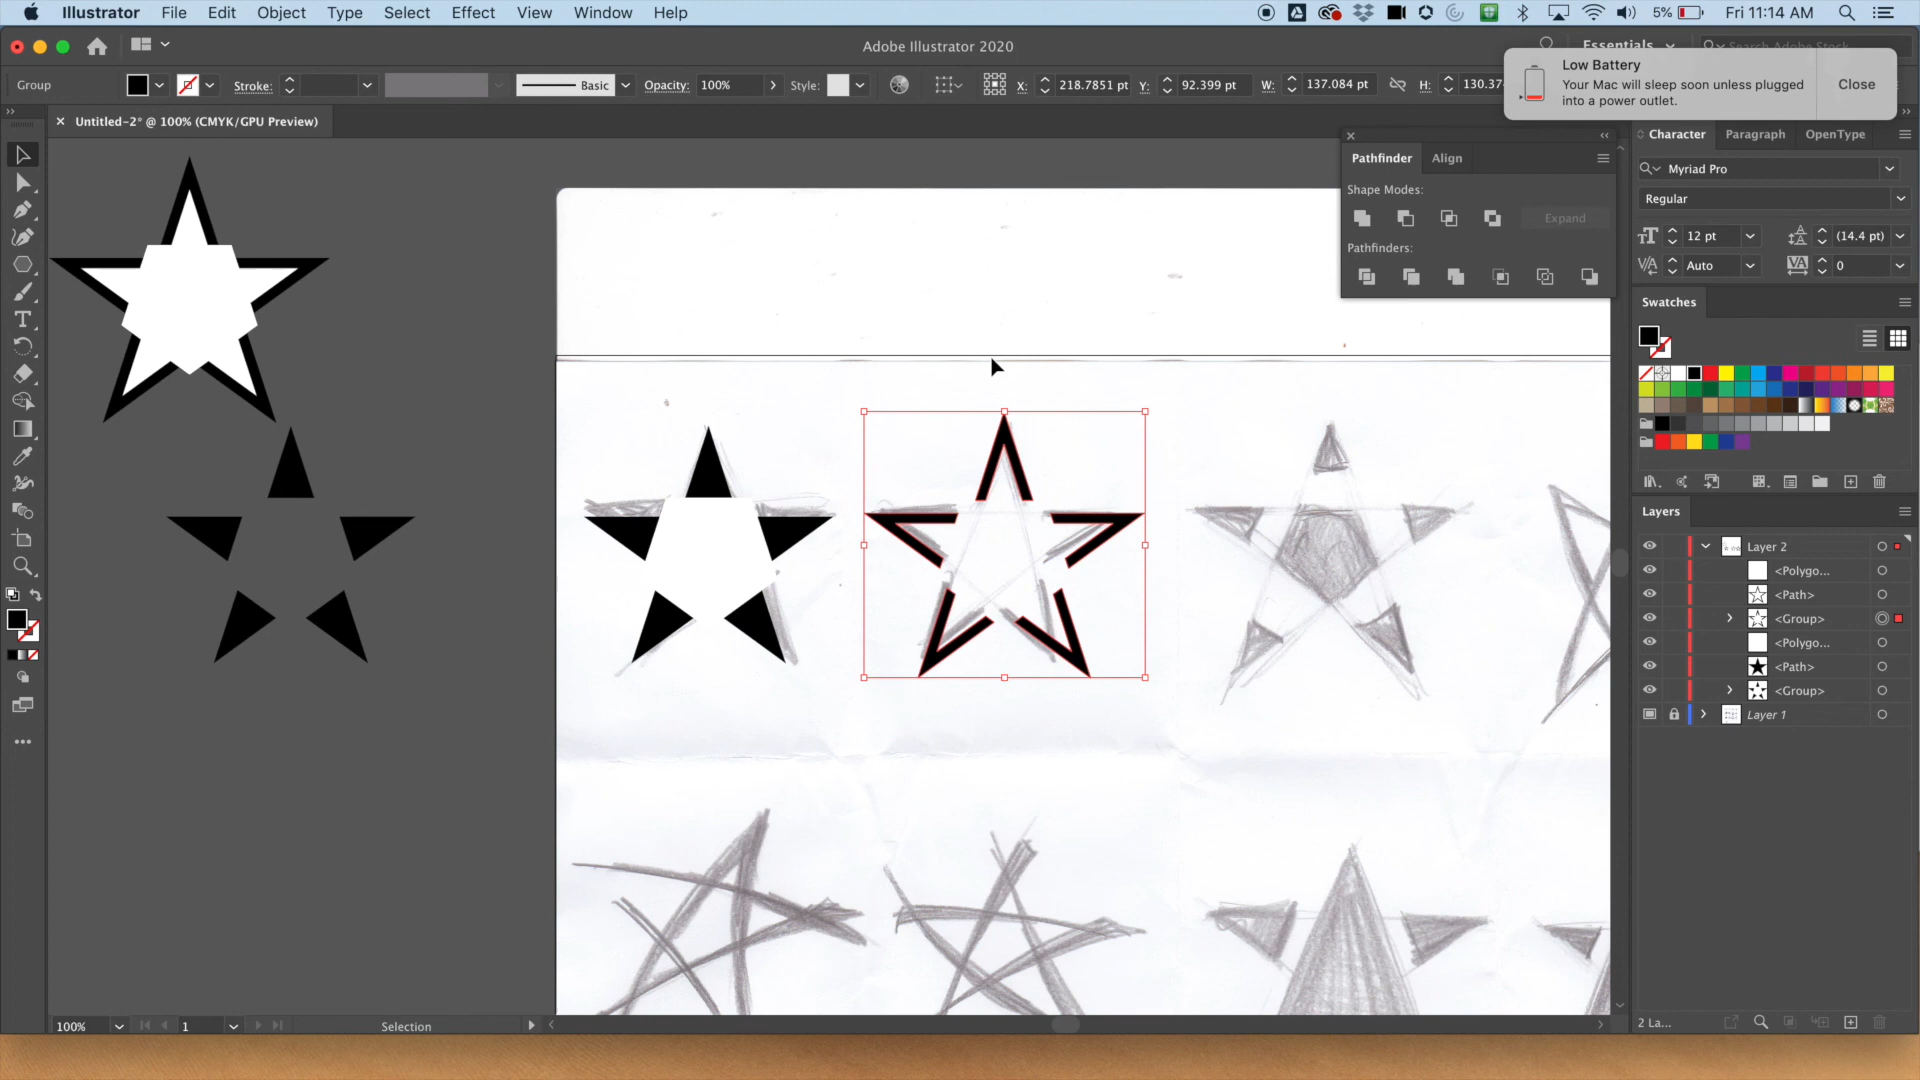 Illustrator File Edit Object Type Select Effect View Window Help 5% Fri 11:14 AM
Adobe Illustrator 2020 Essentials Search Adobe Stock
Low Battery
Your Mac will sleep soon unless plugged into a power outlet.
Close
Group Stroke: Basic Opacity: 100% Style: X: 218.7851 pt Y: 92.399 pt W: 137.084 pt H: 130.37
Untitled-2* @ 100% (CMYK/GPU Preview)
Pathfinder Align
Shape Modes:
Expand
Pathfinders:
Character Paragraph OpenType
Myriad Pro
Regular
12 pt (14.4 pt)
Auto 0
Swatches
Layers
Layer 2
<Polygo...
<Path>
<Group>
<Polygo...
<Path>
<Group>
Layer 1
2 La...
100% 1 Selection